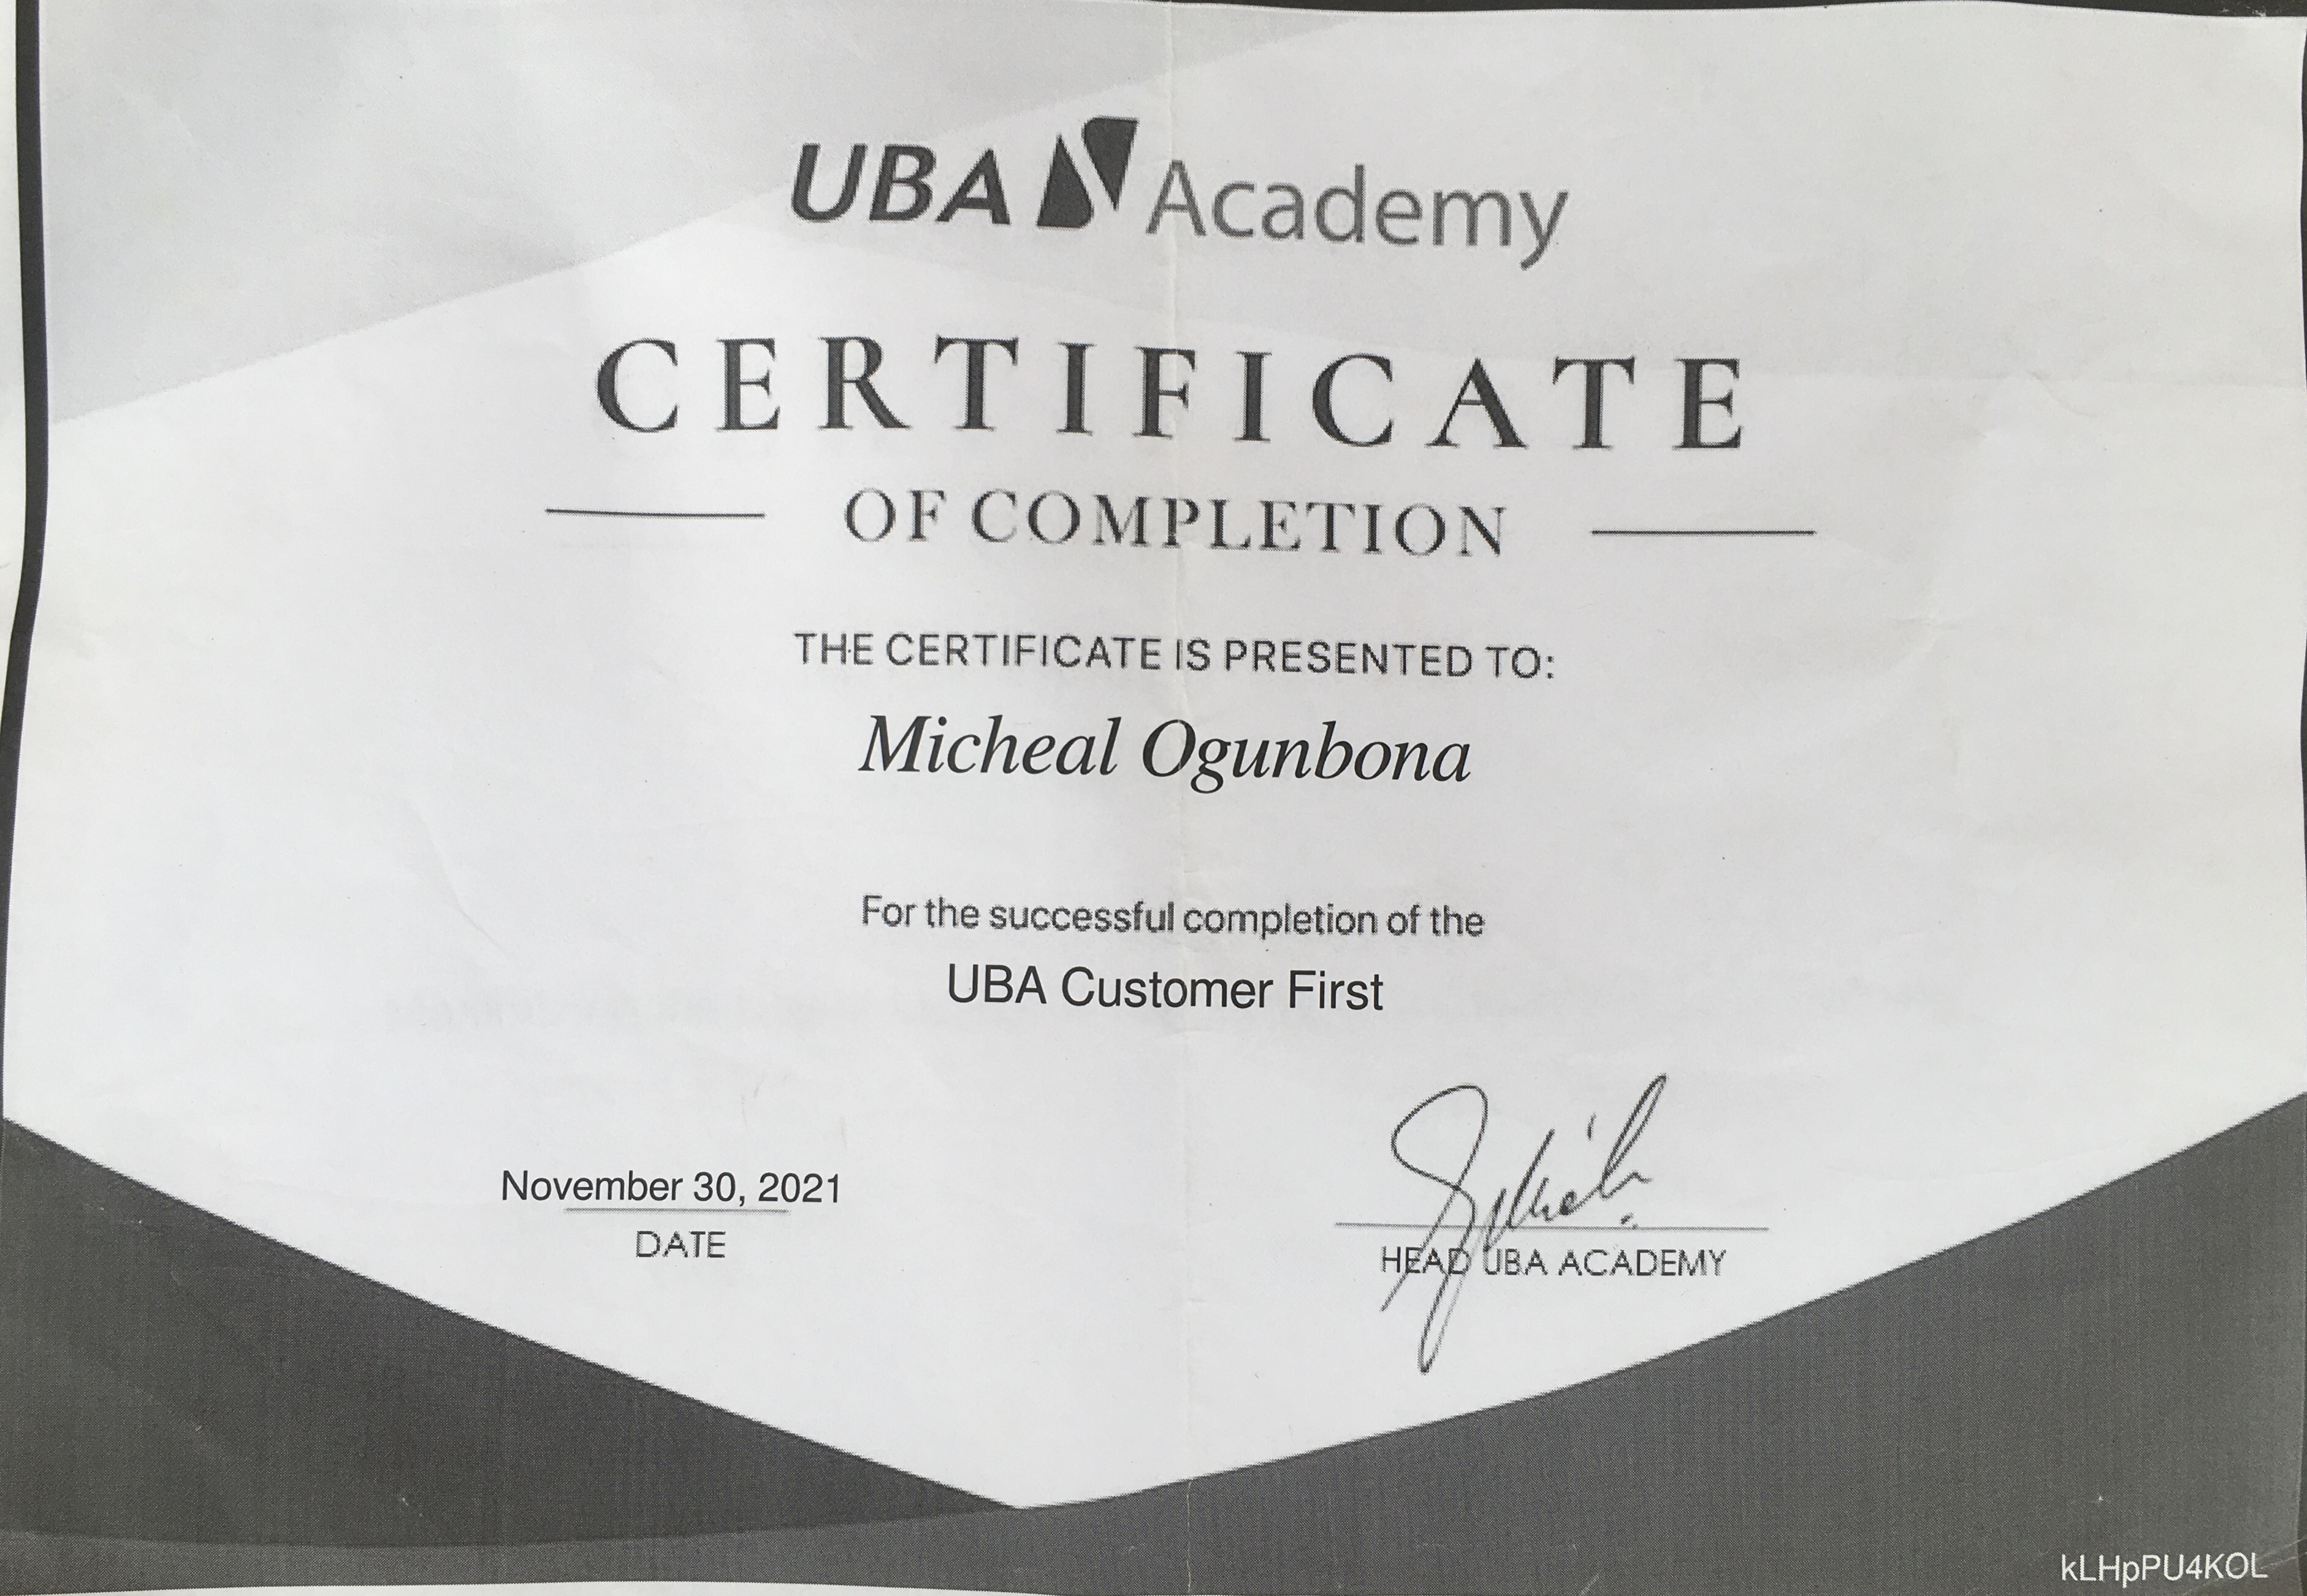 UBA Academy
CERTIFICATE
OF COMPLETION
THE CERTIFICATE IS PRESENTED TO:
Micheal Ogunbona
For the successful completion of the
UBA Customer First
November 30, 2021
DATE
HEAD UBA ACADEMY
kLHpPU4KOL